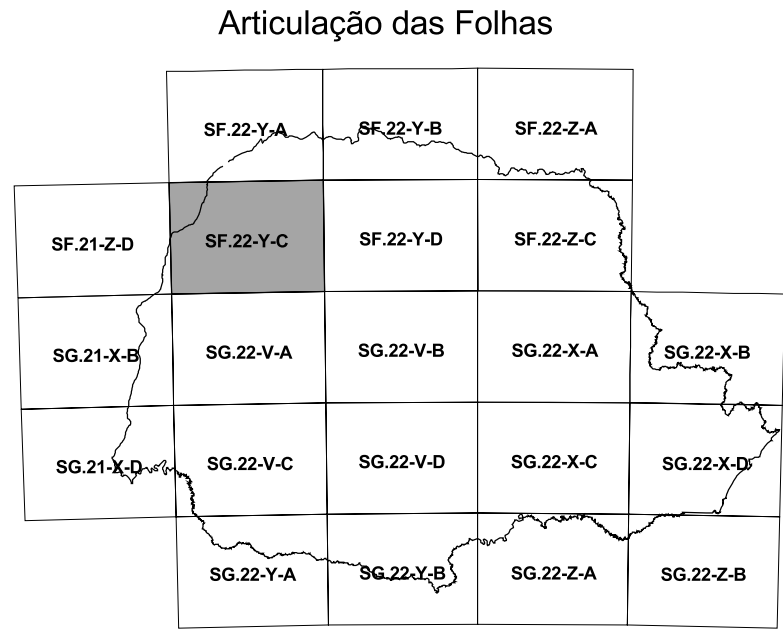 Articulação das Folhas
SF.22-Y-A SF.22-Y-B SF.22-Z-A
SF.21-Z-D SF.22-Y-C SF.22-Y-D SF.22-Z-C
SG.21-X-B SG.22-V-A SG.22-V-B SG.22-X-A SG.22-X-B
SG.21-X-D SG.22-V-C SG.22-V-D SG.22-X-C SG.22-X-D
SG.22-Y-A SG.22-Y-B SG.22-Z-A SG.22-Z-B